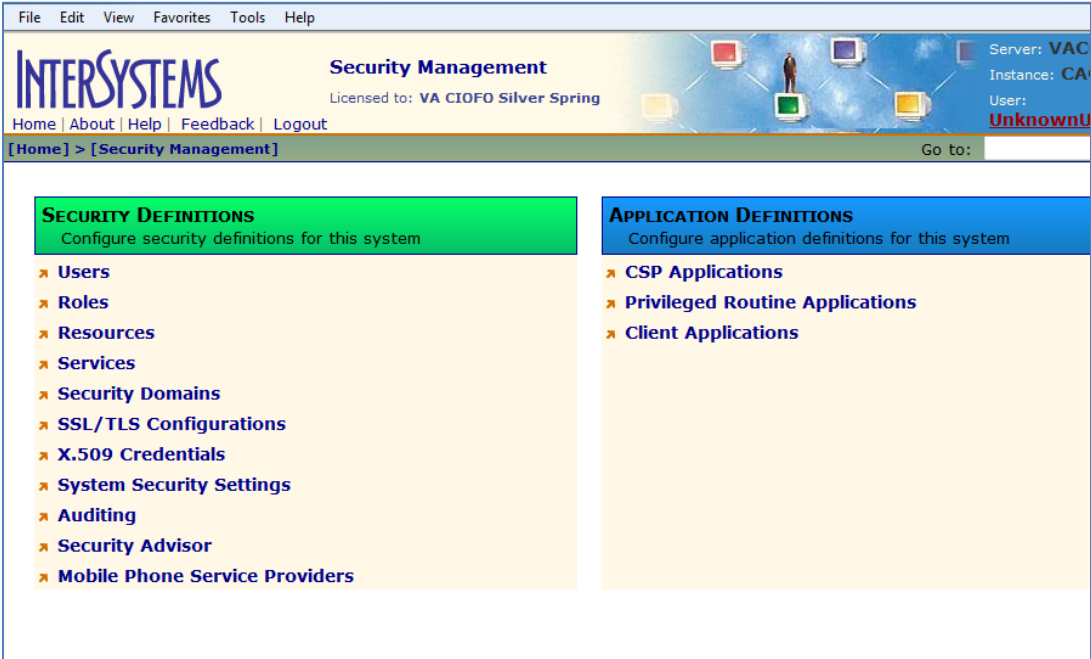 File Edit View Favorites Tools Help
INTERSYSTEMS
Security Management
Licensed to: VA CIOFO Silver Spring
Server: VAC
Instance: CA
User:
UnknownU
Home | About | Help | Feedback | Logout
[Home] > [Security Management]
Go to:
SECURITY DEFINITIONS
Configure security definitions for this system
Users
Roles
Resources
Services
Security Domains
SSL/TLS Configurations
X.509 Credentials
System Security Settings
Auditing
Security Advisor
Mobile Phone Service Providers
APPLICATION DEFINITIONS
Configure application definitions for this system
CSP Applications
Privileged Routine Applications
Client Applications